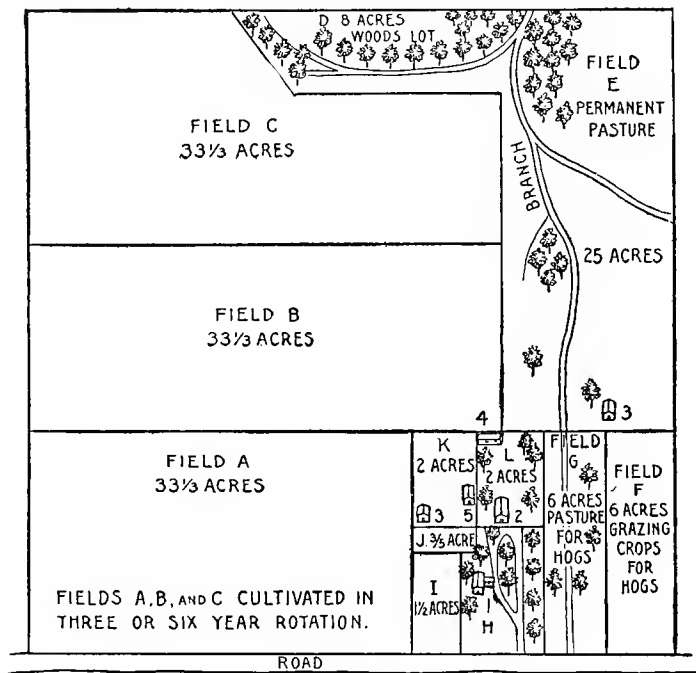 D 8 ACRES
WOODS LOT
FIELD
E
PERMANENT
PASTURE
FIELD C
33⅓ ACRES
BRANCH
25 ACRES
FIELD B
33⅓ ACRES
3
4
FIELD A
33⅓ ACRES
K
2 ACRES
L
2 ACRES
FIELD
G
6 ACRES
PASTURE
FOR
HOGS
FIELD
F
6 ACRES
GRAZING
CROPS
FOR
HOGS
3
5
2
J. ⅗ ACRE
I
1½ ACRES
1
H
FIELDS A, B, AND C CULTIVATED IN
THREE OR SIX YEAR ROTATION.
ROAD